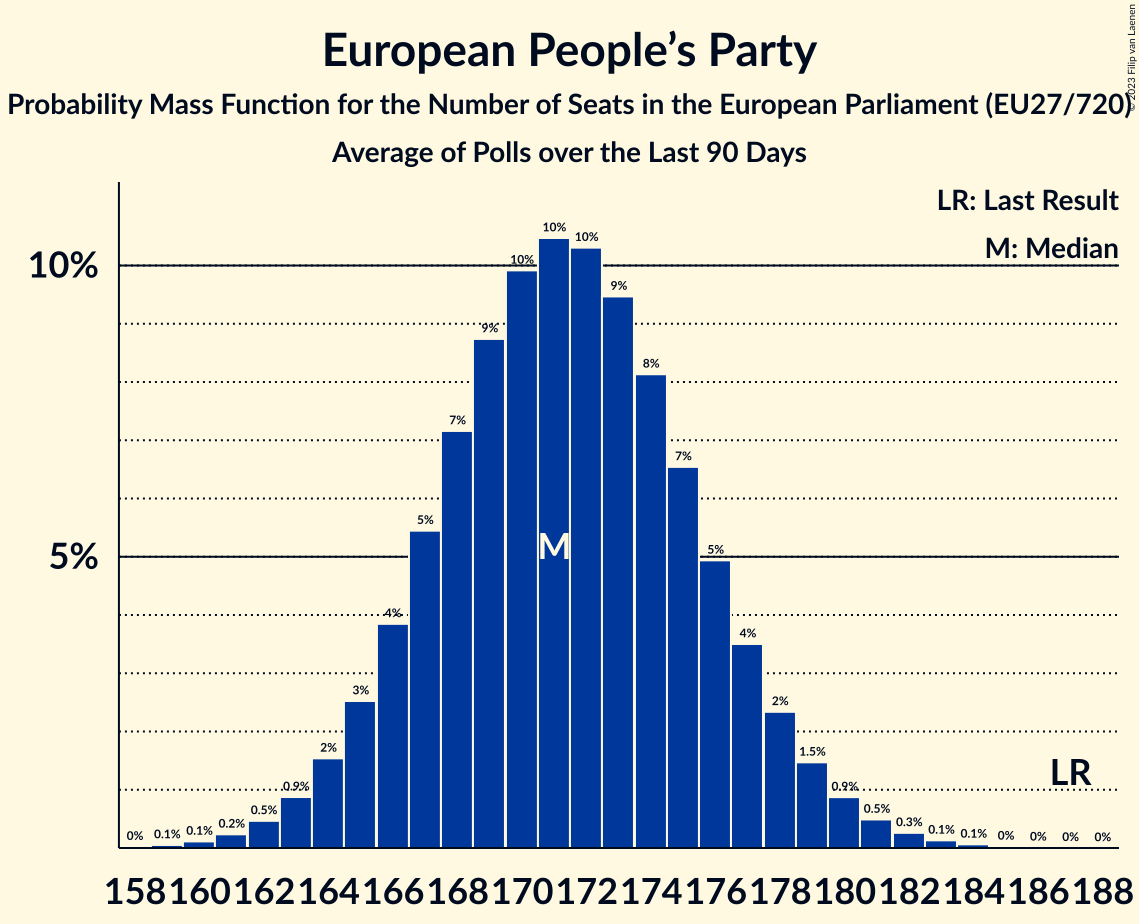 European People’s Party
Probability Mass Function for the Number of Seats in the European Parliament (EU27/720)
Average of Polls over the Last 90 Days
© 2023 Filip van Laenen
LR: Last Result
M: Median
10%
5%
0% 0.1% 0.1% 0.2% 0.5% 0.9% 2% 3% 4% 5% 7% 9% 10% 10% 10% 9% 8% 7% 5% 4% 2% 1.5% 0.9% 0.5% 0.3% 0.1% 0.1% 0% 0% 0% 0%
M
LR
158 160 162 164 166 168 170 172 174 176 178 180 182 184 186 188